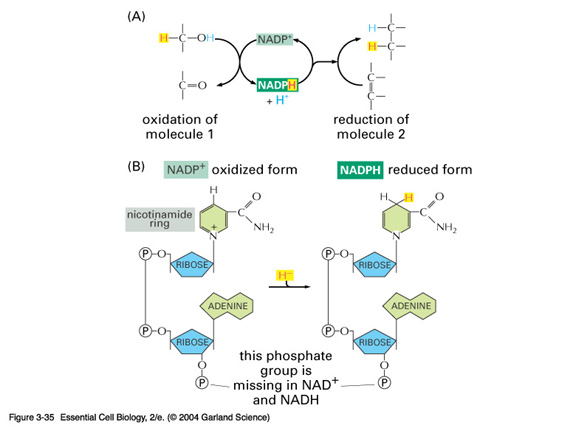 (A)
H–C–OH
NADP+
H–C–
H–C–
C=O
NADPH
+ H+
C
C
oxidation of
molecule 1
reduction of
molecule 2
(B)
NADP+ oxidized form
NADPH reduced form
nicotinamide
ring
H
O
C
NH2
+
N
H H
O
C
NH2
N
P–O
RIBOSE
H–
P–O
RIBOSE
ADENINE
ADENINE
P–O
RIBOSE
P–O
RIBOSE
O
P
O
P
this phosphate
group is
missing in NAD+
and NADH
Figure 3-35 Essential Cell Biology, 2/e. (© 2004 Garland Science)